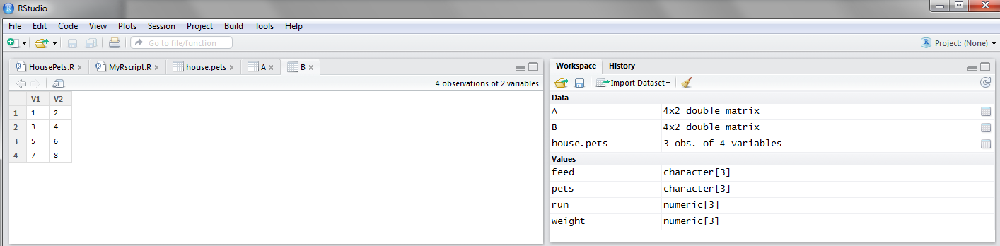 RStudio
File Edit Code View Plots Session Project Build Tools Help
Go to file/function
Project: (None)
HousePets.R MyRscript.R house.pets A B
4 observations of 2 variables
V1 V2
1 1 2
2 3 4
3 5 6
4 7 8
Workspace History
Import Dataset
Data
A 4x2 double matrix
B 4x2 double matrix
house.pets 3 obs. of 4 variables
Values
feed character[3]
pets character[3]
run numeric[3]
weight numeric[3]